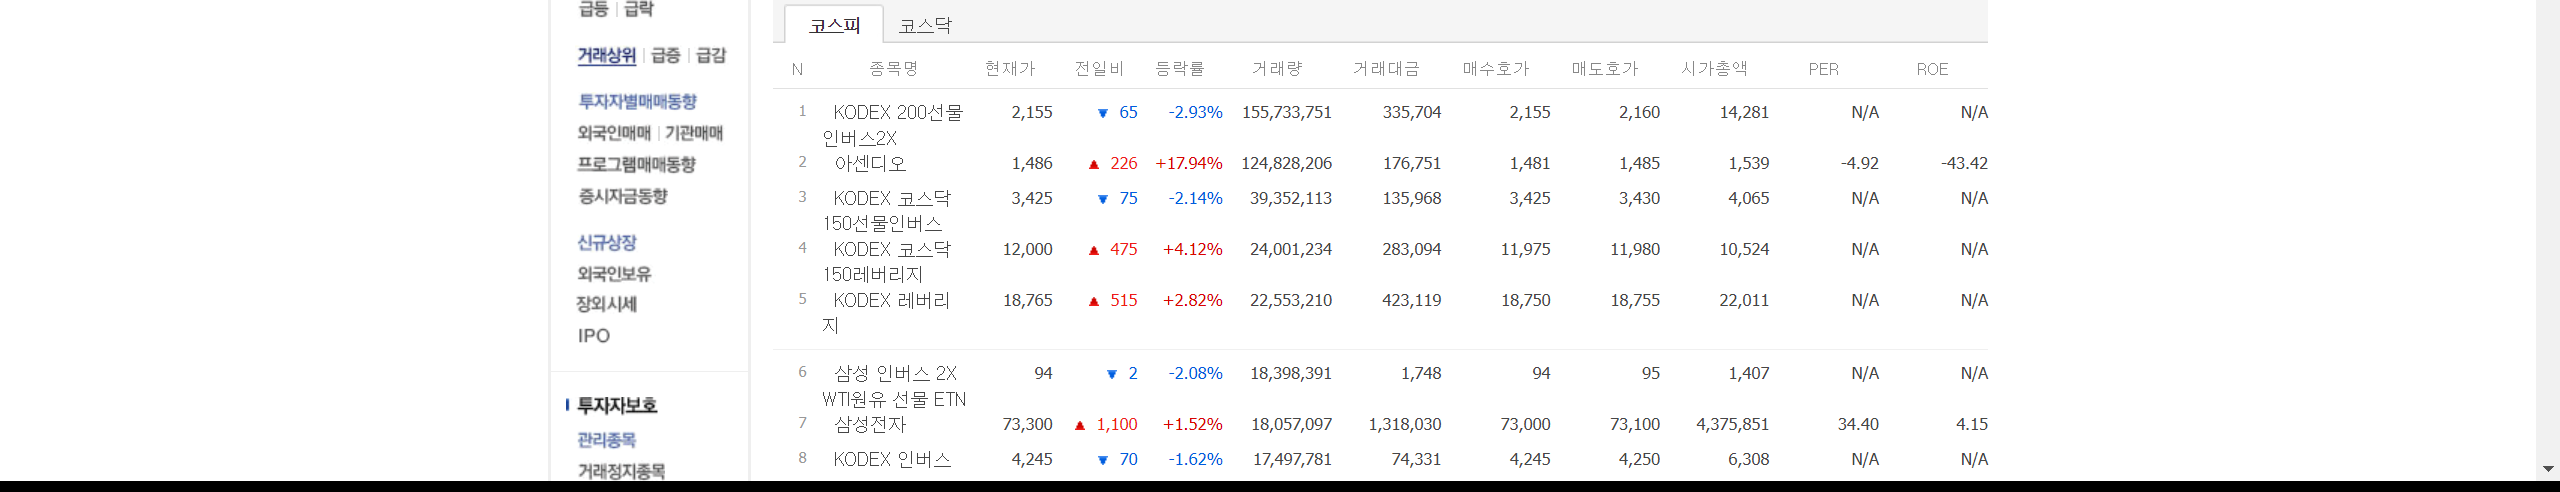 급등 | 급락
거래상위 | 급증 | 급감
투자자별매매동향
외국인매매 | 기관매매
프로그램매매동향
증시자금동향
신규상장
외국인보유
장외시세
IPO
투자자보호
관리종목
거래정지종목
코스피 코스닥
N 종목명 현재가 전일비 등락률 거래량 거래대금 매수호가 매도호가 시가총액 PER ROE
1 KODEX 200선물 2,155 ▼ 65 -2.93% 155,733,751 335,704 2,155 2,160 14,281 N/A N/A
인버스2X
2 아센디오 1,486 ▲ 226 +17.94% 124,828,206 176,751 1,481 1,485 1,539 -4.92 -43.42
3 KODEX 코스닥 3,425 ▼ 75 -2.14% 39,352,113 135,968 3,425 3,430 4,065 N/A N/A
150선물인버스
4 KODEX 코스닥 12,000 ▲ 475 +4.12% 24,001,234 283,094 11,975 11,980 10,524 N/A N/A
150레버리지
5 KODEX 레버리 18,765 ▲ 515 +2.82% 22,553,210 423,119 18,750 18,755 22,011 N/A N/A
지
6 삼성 인버스 2X 94 ▼ 2 -2.08% 18,398,391 1,748 94 95 1,407 N/A N/A
WTI원유 선물 ETN
7 삼성전자 73,300 ▲ 1,100 +1.52% 18,057,097 1,318,030 73,000 73,100 4,375,851 34.40 4.15
8 KODEX 인버스 4,245 ▼ 70 -1.62% 17,497,781 74,331 4,245 4,250 6,308 N/A N/A